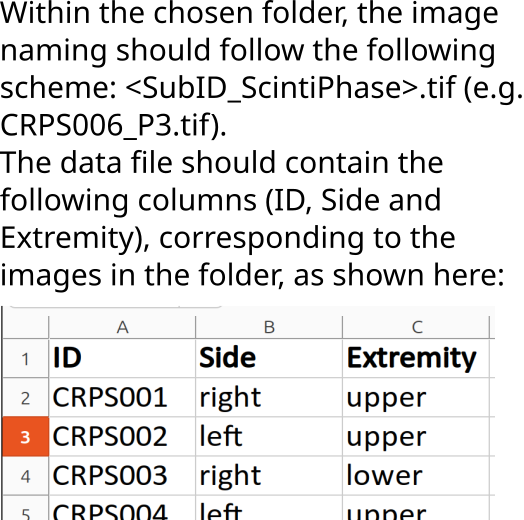 Within the chosen folder, the image
naming should follow the following
scheme: <SubID_ScintiPhase>.tif (e.g.
CRPS006_P3.tif).
The data file should contain the
following columns (ID, Side and
Extremity), corresponding to the
images in the folder, as shown here:
A B C
1 ID Side Extremity
2 CRPS001 right upper
3 CRPS002 left upper
4 CRPS003 right lower
5 CRPS004 left upper